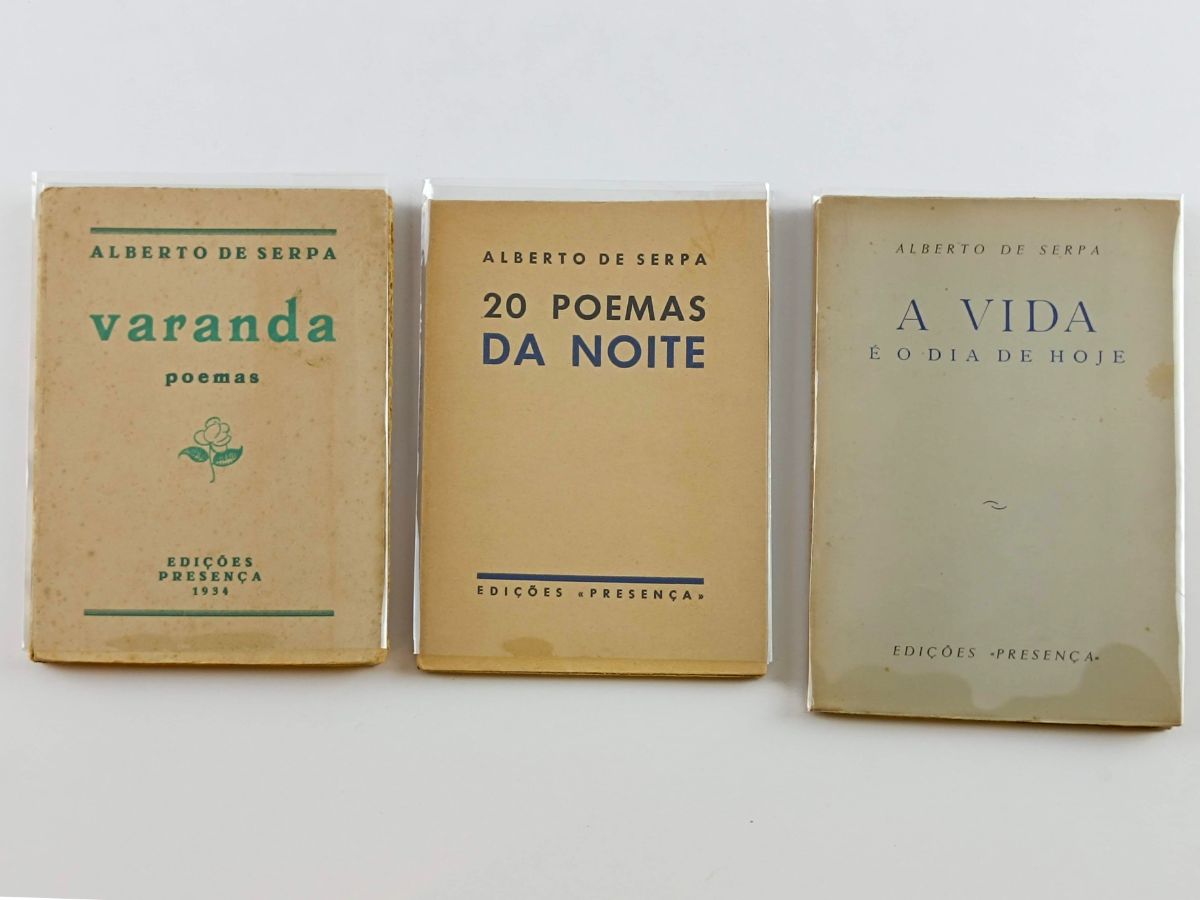 ALBERTO DE SERPA
varanda
poemas
EDIÇÕES
PRESENÇA
1934
ALBERTO DE SERPA
20 POEMAS
DA NOITE
EDIÇÕES «PRESENÇA»
ALBERTO DE SERPA
A VIDA
É O DIA DE HOJE
EDIÇÕES «PRESENÇA«